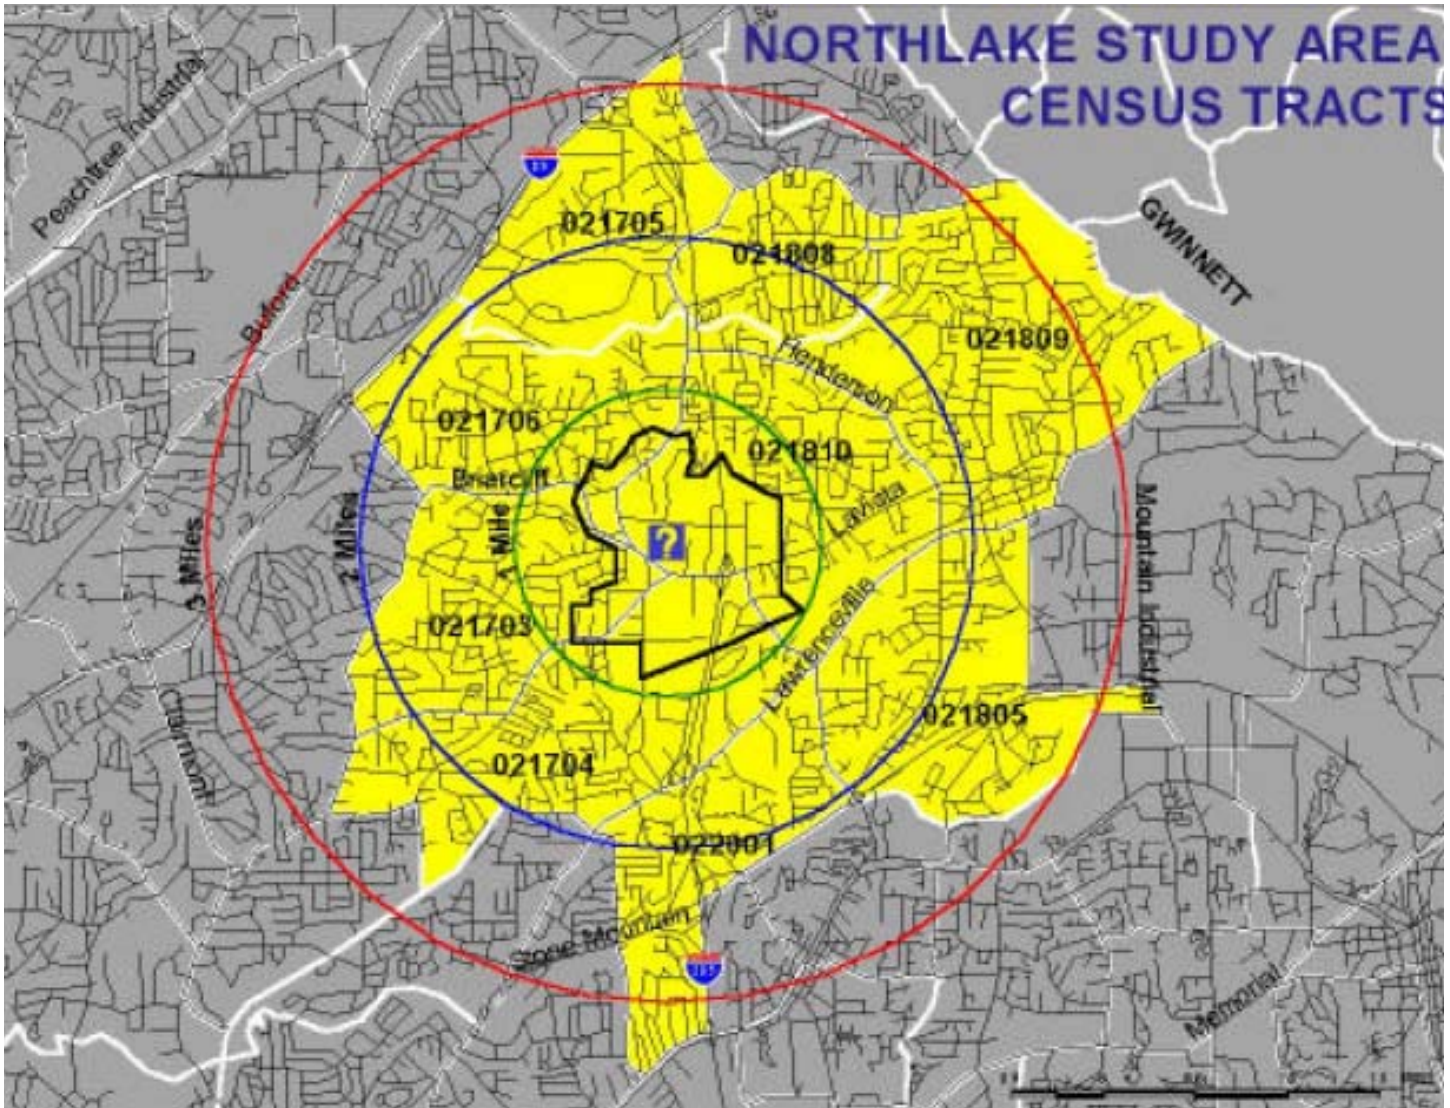 NORTHLAKE STUDY AREA
CENSUS TRACTS
Peachtree Industrial
021705
021808
GWINNETT
Buford
021809
Henderson
021706
021810
Briarcliff
Lavista
Mountain Industrial
3 Miles
2 Miles
1 Mile
?
021703
Lawrenceville
021805
Clairmont
021704
022001
Stone Mountain
Memorial